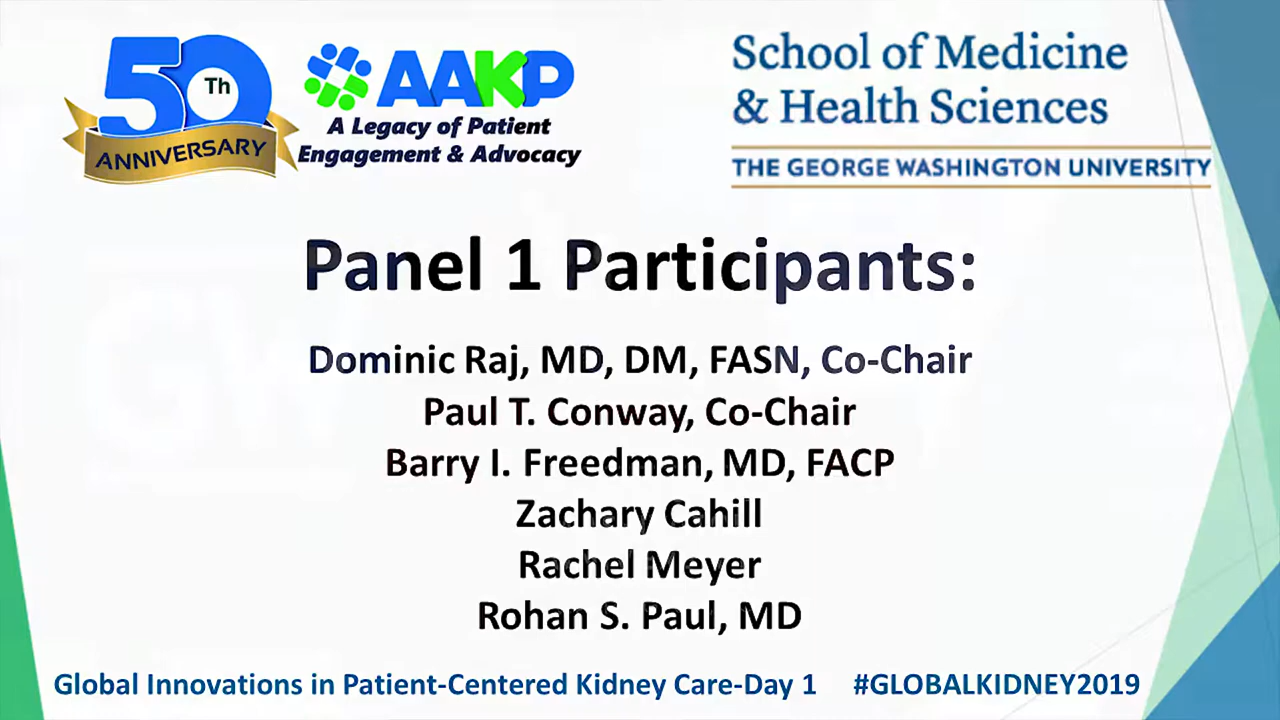 50Th
ANNIVERSARY
AAKP
A Legacy of Patient
Engagement & Advocacy
School of Medicine
& Health Sciences
THE GEORGE WASHINGTON UNIVERSITY
Panel 1 Participants:
Dominic Raj, MD, DM, FASN, Co-Chair
Paul T. Conway, Co-Chair
Barry I. Freedman, MD, FACP
Zachary Cahill
Rachel Meyer
Rohan S. Paul, MD
Global Innovations in Patient-Centered Kidney Care-Day 1 #GLOBALKIDNEY2019